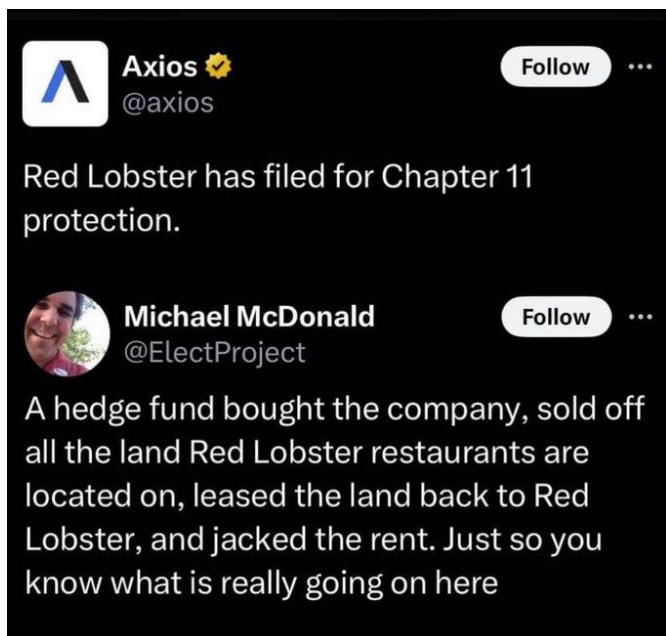 Axios
Follow
@axios
Red Lobster has filed for Chapter 11
protection.
Michael McDonald
Follow
@ElectProject
A hedge fund bought the company, sold off
all the land Red Lobster restaurants are
located on, leased the land back to Red
Lobster, and jacked the rent. Just so you
know what is really going on here